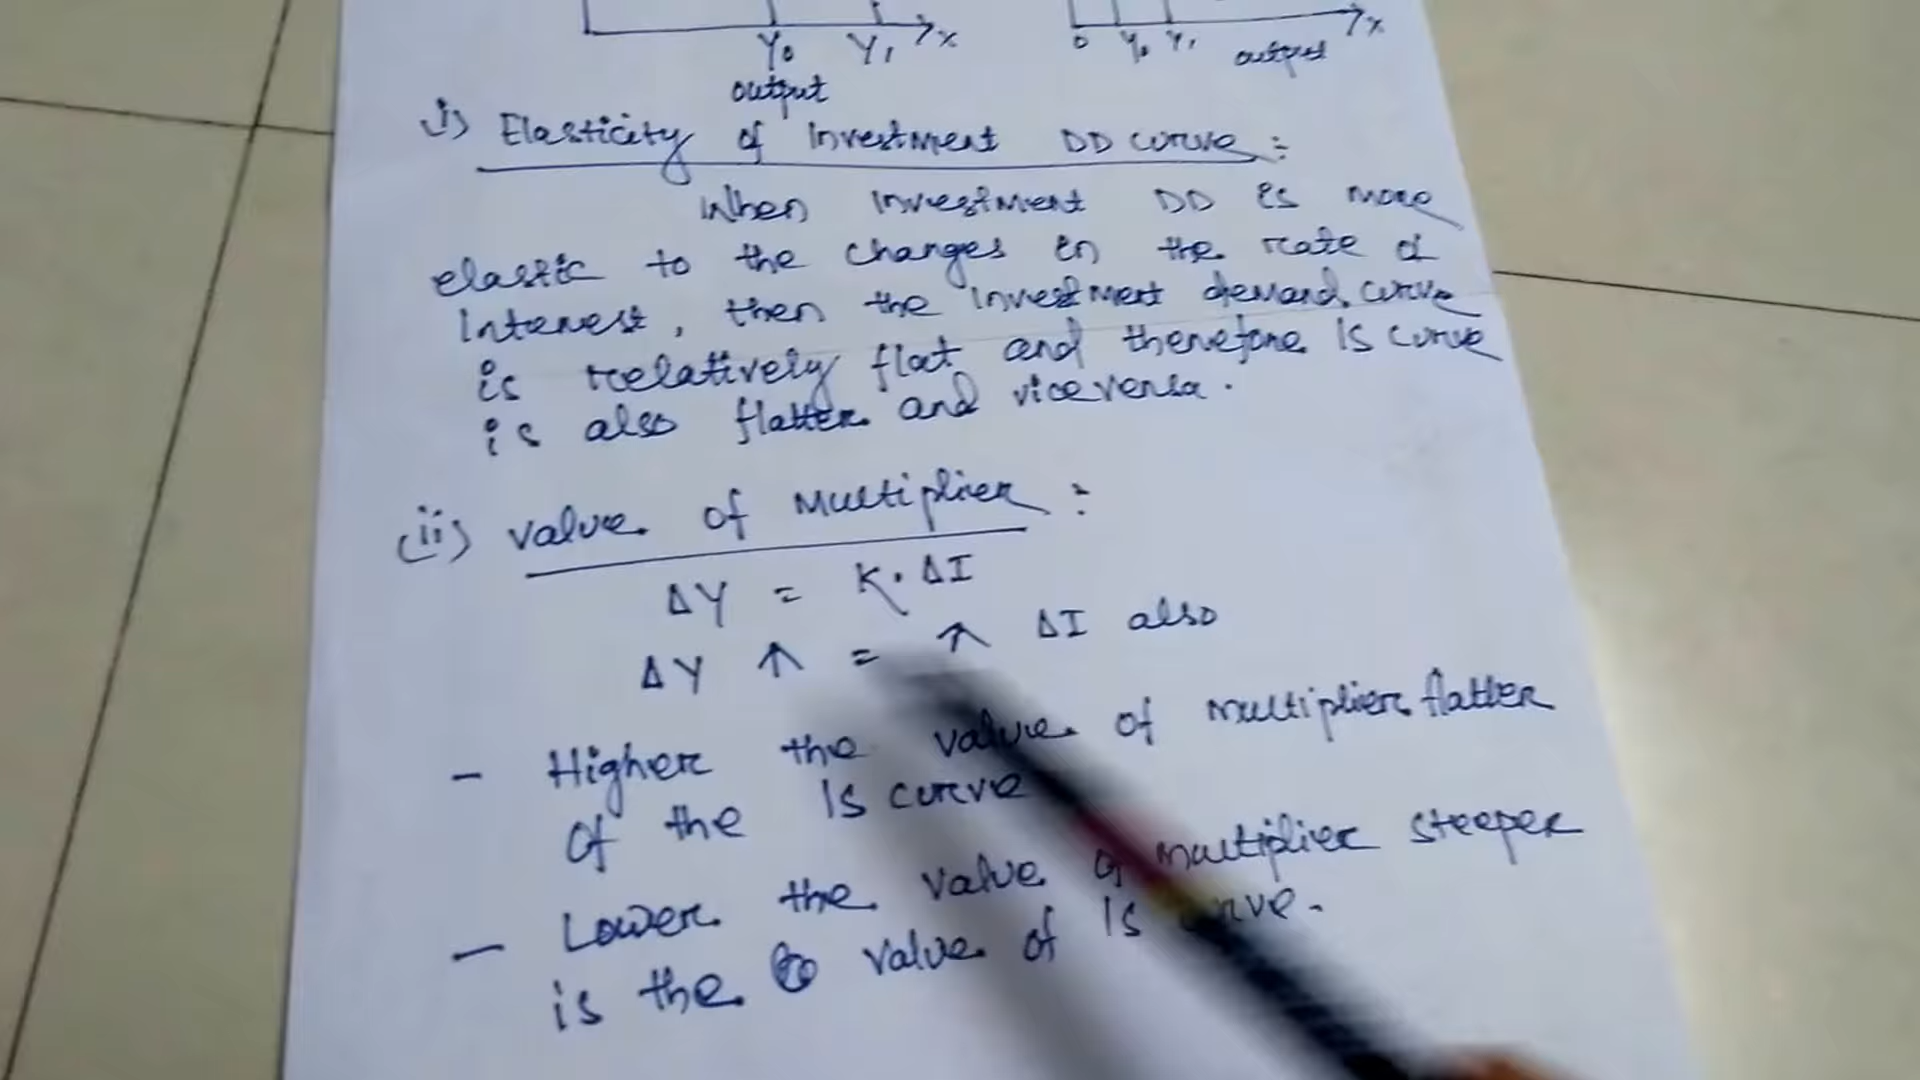 Y0 Y1 x
output
0 Y0 Y1 x
output
(i) Elasticity of Investment DD curve :
When investment DD is more
elastic to the changes in the rate of
Interest, then the investment demand curve
is relatively flat and therefore IS curve
is also flatter and vice versa.
(ii) value of Multiplier :
ΔY = K. ΔI
ΔY ↑ = ↑ ΔI also
- Higher the value of multiplier flatter
of the IS curve
- Lower the value of multiplier steeper
is the value of IS curve.